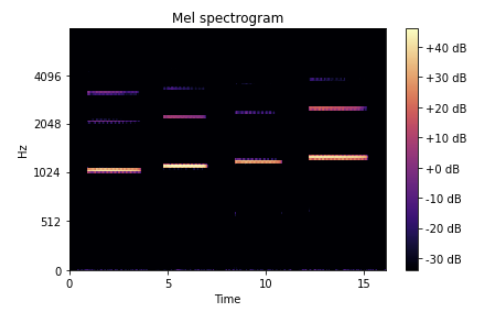 Mel spectrogram
Hz
4096
2048
1024
512
0
0
5
10
15
Time
+40 dB
+30 dB
+20 dB
+10 dB
+0 dB
-10 dB
-20 dB
-30 dB